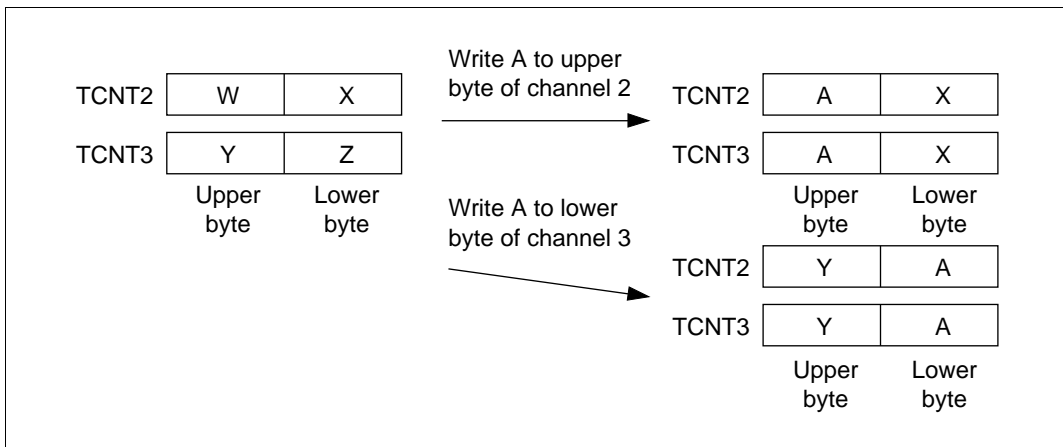 TCNT2 W X
TCNT3 Y Z
Upper byte
Lower byte
Write A to upper
byte of channel 2
TCNT2 A X
TCNT3 A X
Upper byte
Lower byte
Write A to lower
byte of channel 3
TCNT2 Y A
TCNT3 Y A
Upper byte
Lower byte